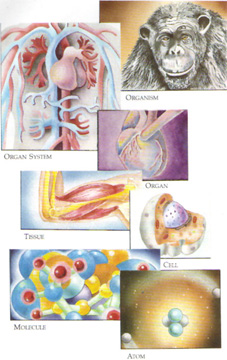 ORGANISM
ORGAN SYSTEM
ORGAN
TISSUE
CELL
MOLECULE
ATOM